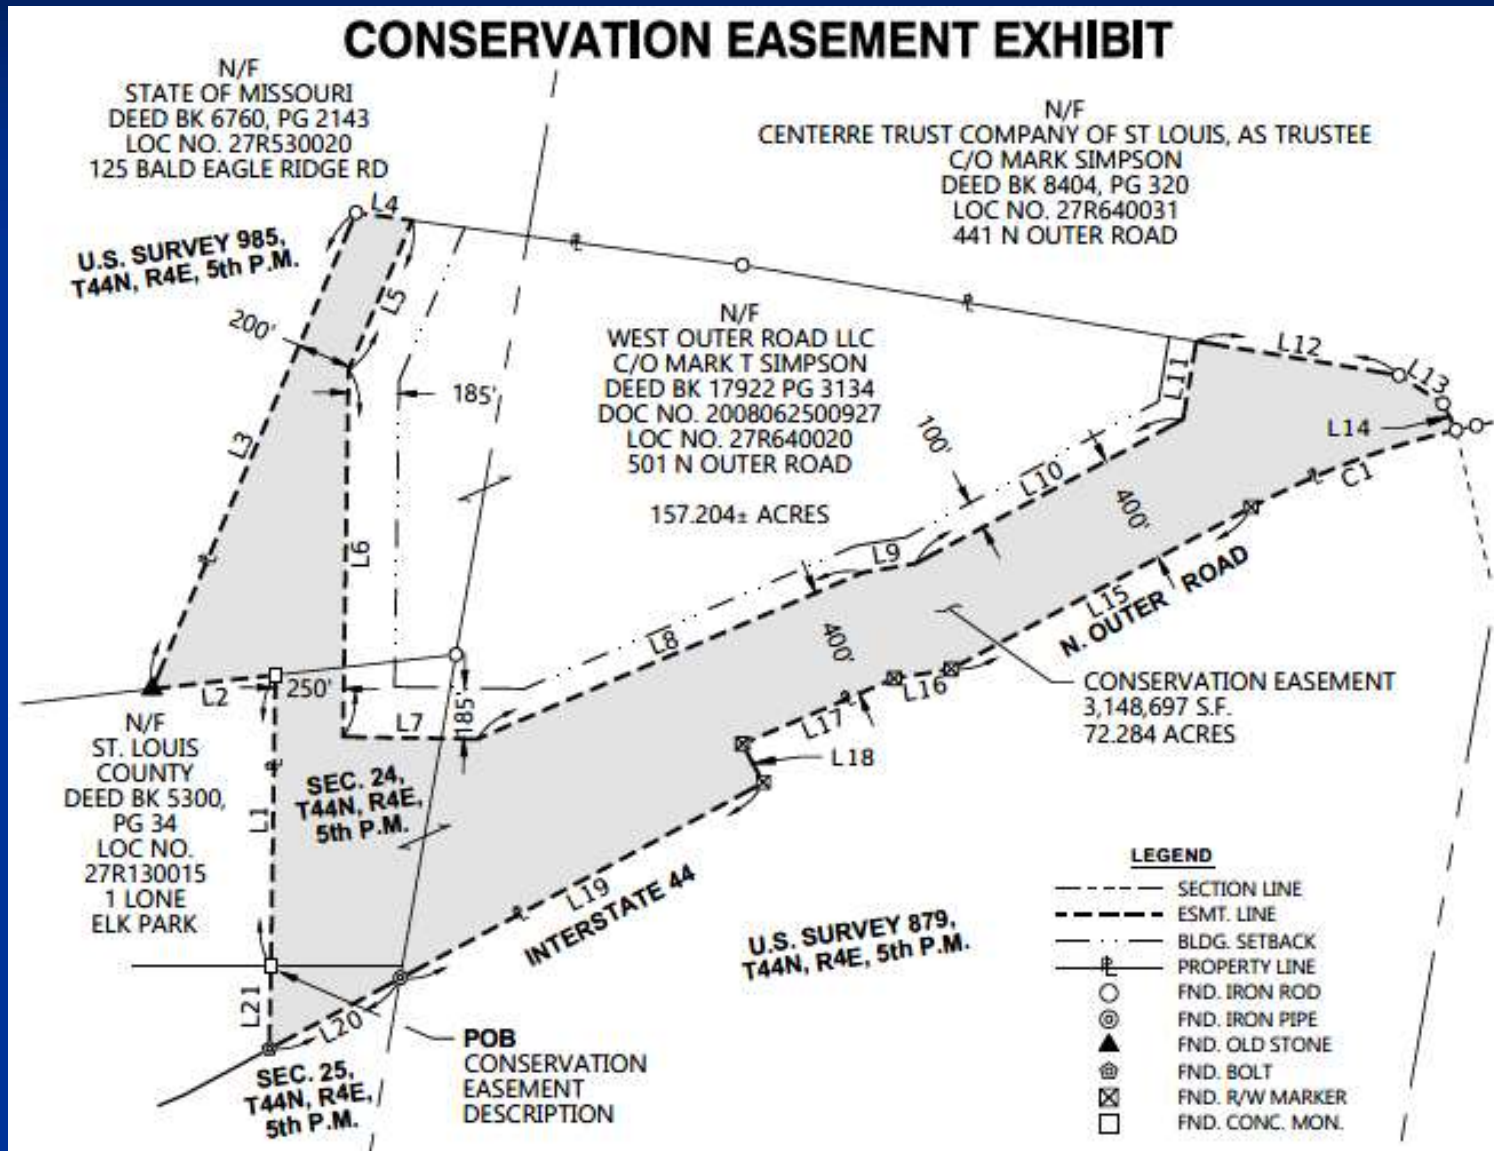 CONSERVATION EASEMENT EXHIBIT
N/F
STATE OF MISSOURI
DEED BK 6760, PG 2143
LOC NO. 27R530020
125 BALD EAGLE RIDGE RD
N/F
CENTERRE TRUST COMPANY OF ST LOUIS, AS TRUSTEE
C/O MARK SIMPSON
DEED BK 8404, PG 320
LOC NO. 27R640031
441 N OUTER ROAD
L4
U.S. SURVEY 985,
T44N, R4E, 5th P.M.
L5
200'
185'
N/F
WEST OUTER ROAD LLC
C/O MARK T SIMPSON
DEED BK 17922 PG 3134
DOC NO. 2008062500927
LOC NO. 27R640020
501 N OUTER ROAD
157.204± ACRES
L12
L13
L11
L14
C1
L3
100'
L10
400'
L6
L9
L15
N. OUTER ROAD
L8
400'
L2
250'
L7
185'
L16
L17
L18
CONSERVATION EASEMENT
3,148,697 S.F.
72.284 ACRES
N/F
ST. LOUIS
COUNTY
DEED BK 5300,
PG 34
LOC NO.
27R130015
1 LONE
ELK PARK
L1
SEC. 24,
T44N, R4E,
5th P.M.
L19
INTERSTATE 44
U.S. SURVEY 879,
T44N, R4E, 5th P.M.
L21
L20
POB
CONSERVATION
EASEMENT
DESCRIPTION
SEC. 25,
T44N, R4E,
5th P.M.
LEGEND
SECTION LINE
ESMT. LINE
BLDG. SETBACK
PROPERTY LINE
FND. IRON ROD
FND. IRON PIPE
FND. OLD STONE
FND. BOLT
FND. R/W MARKER
FND. CONC. MON.